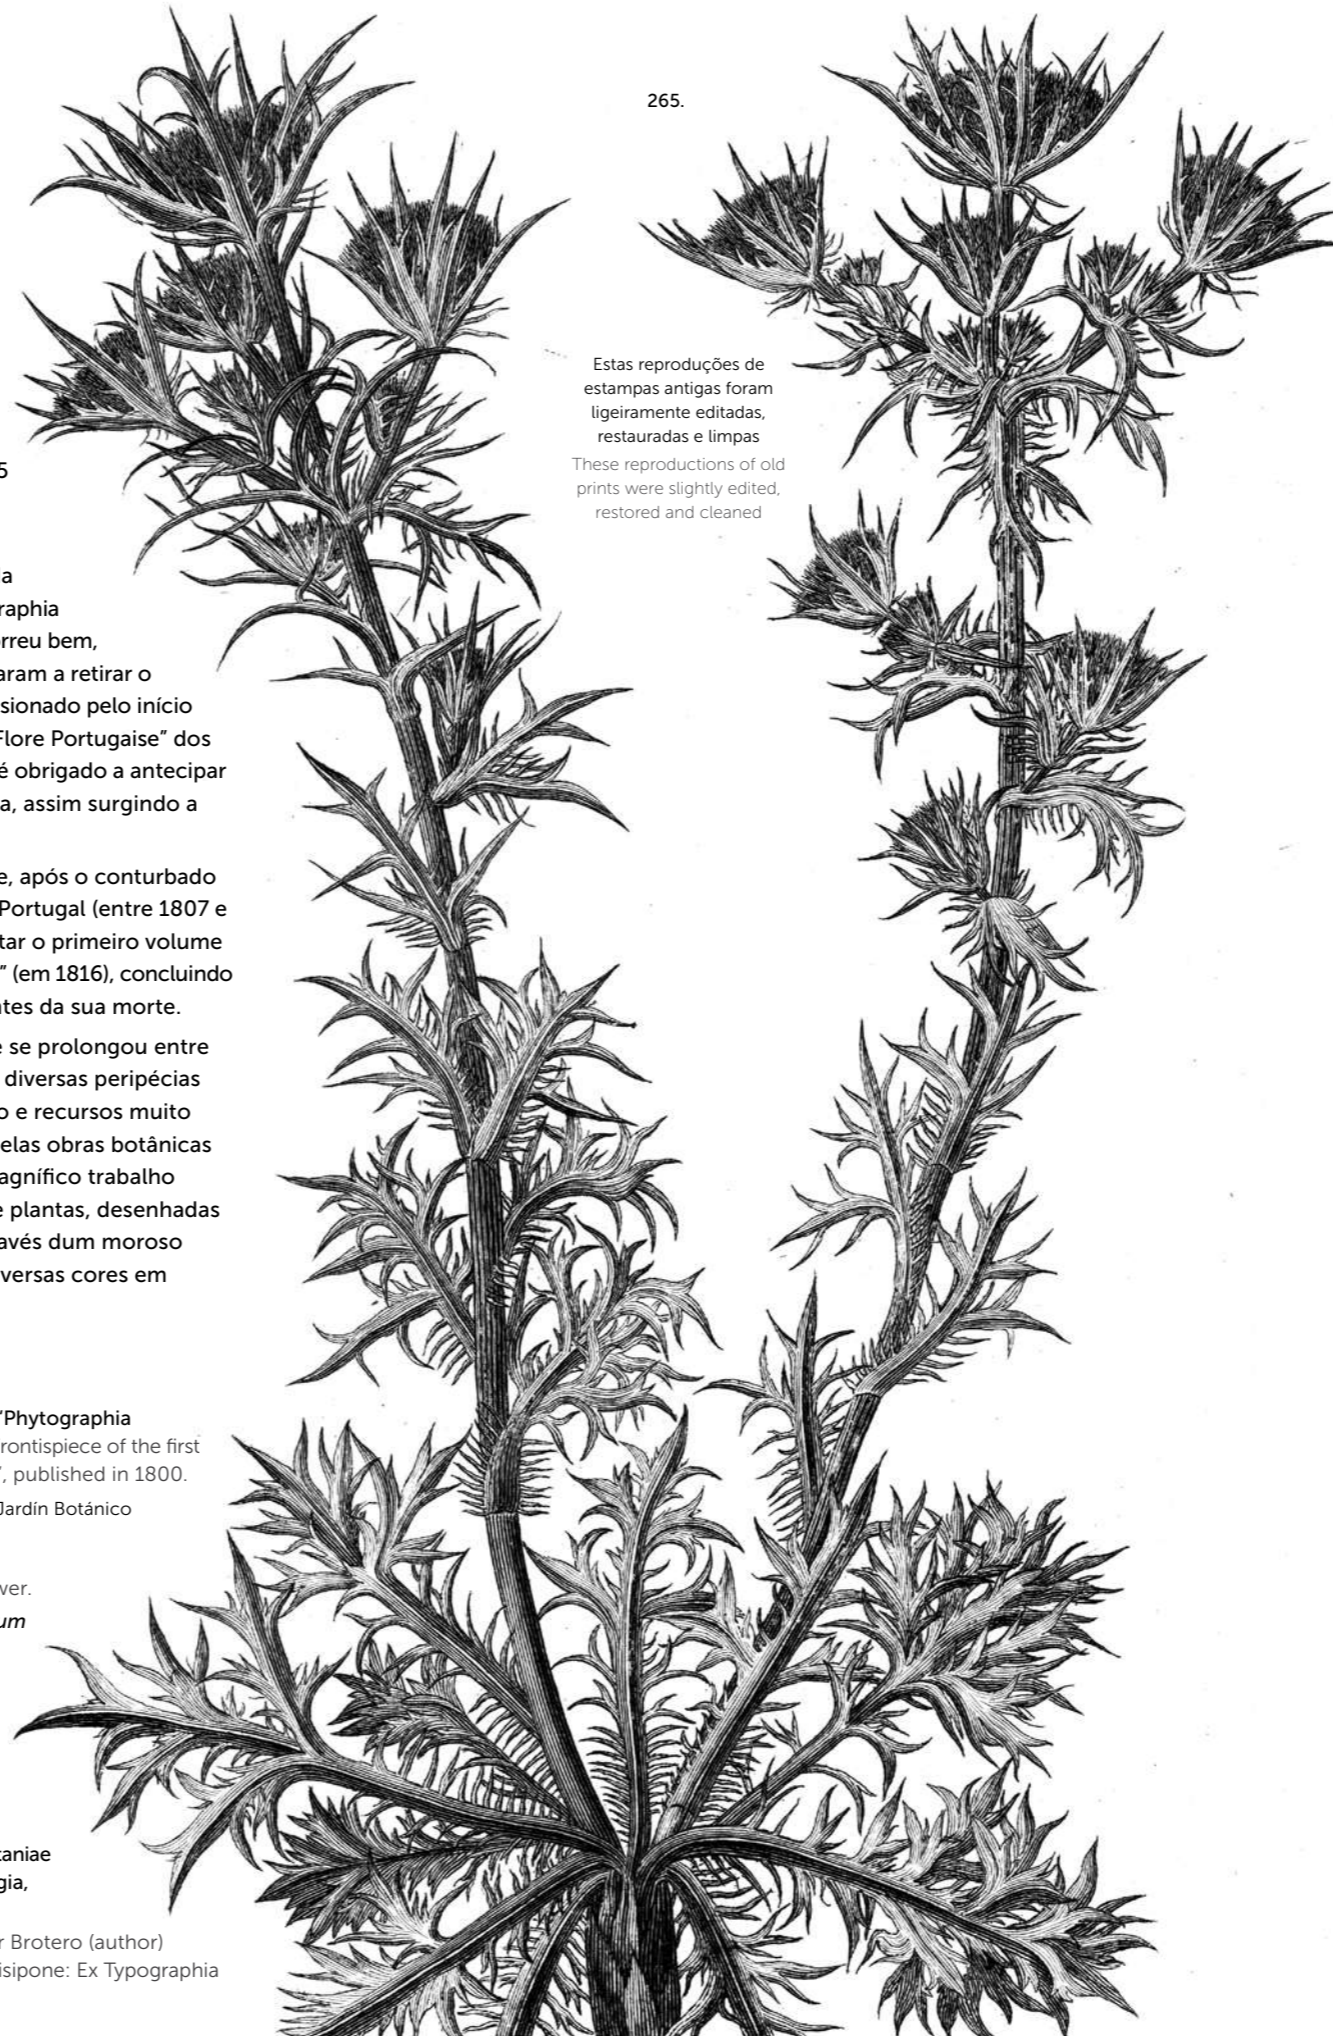 265.
Estas reproduções de
estampas antigas foram
ligeiramente editadas,
restauradas e limpas
These reproductions of old
prints were slightly edited,
restored and cleaned
5
a
raphia
rreu bem,
aram a retirar o
sionado pelo início
Flore Portugaise” dos
é obrigado a antecipar
a, assim surgindo a
e, após o conturbado
Portugal (entre 1807 e
tar o primeiro volume
” (em 1816), concluindo
ntes da sua morte.
e se prolongou entre
diversas peripécias
o e recursos muito
elas obras botânicas
agnífico trabalho
e plantas, desenhadas
avés dum moroso
versas cores em
“Phytographia
rontispiece of the first
”, published in 1800.
Jardín Botánico
ver.
um
taniae
gia,
r Brotero (author)
isipone: Ex Typographia